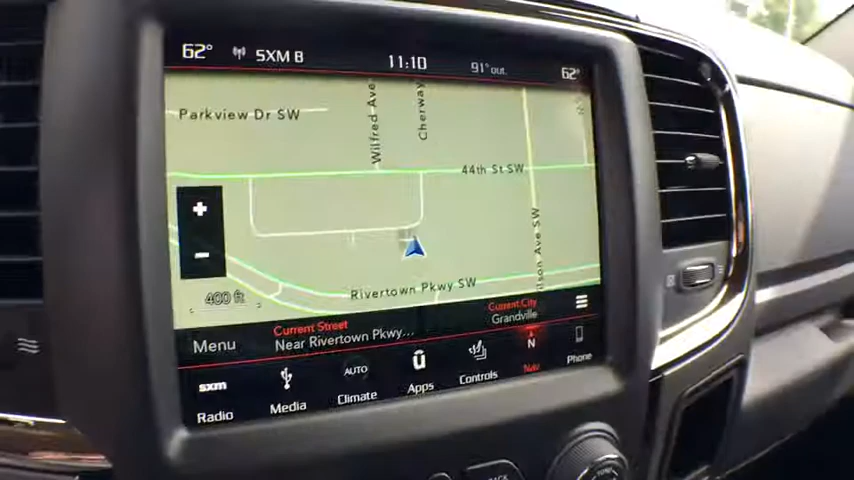 62° SXM B 11:10 91° out. 62°
Parkview Dr SW
Wilfred Ave.
Cherway
44th St SW
Rivertown Pkwy SW
400 ft
Current Street
Near Rivertown Pkwy...
Current City
Grandville
Menu
sxm
AUTO
N
Radio
Media
Climate
Apps
Controls
Nav
Phone